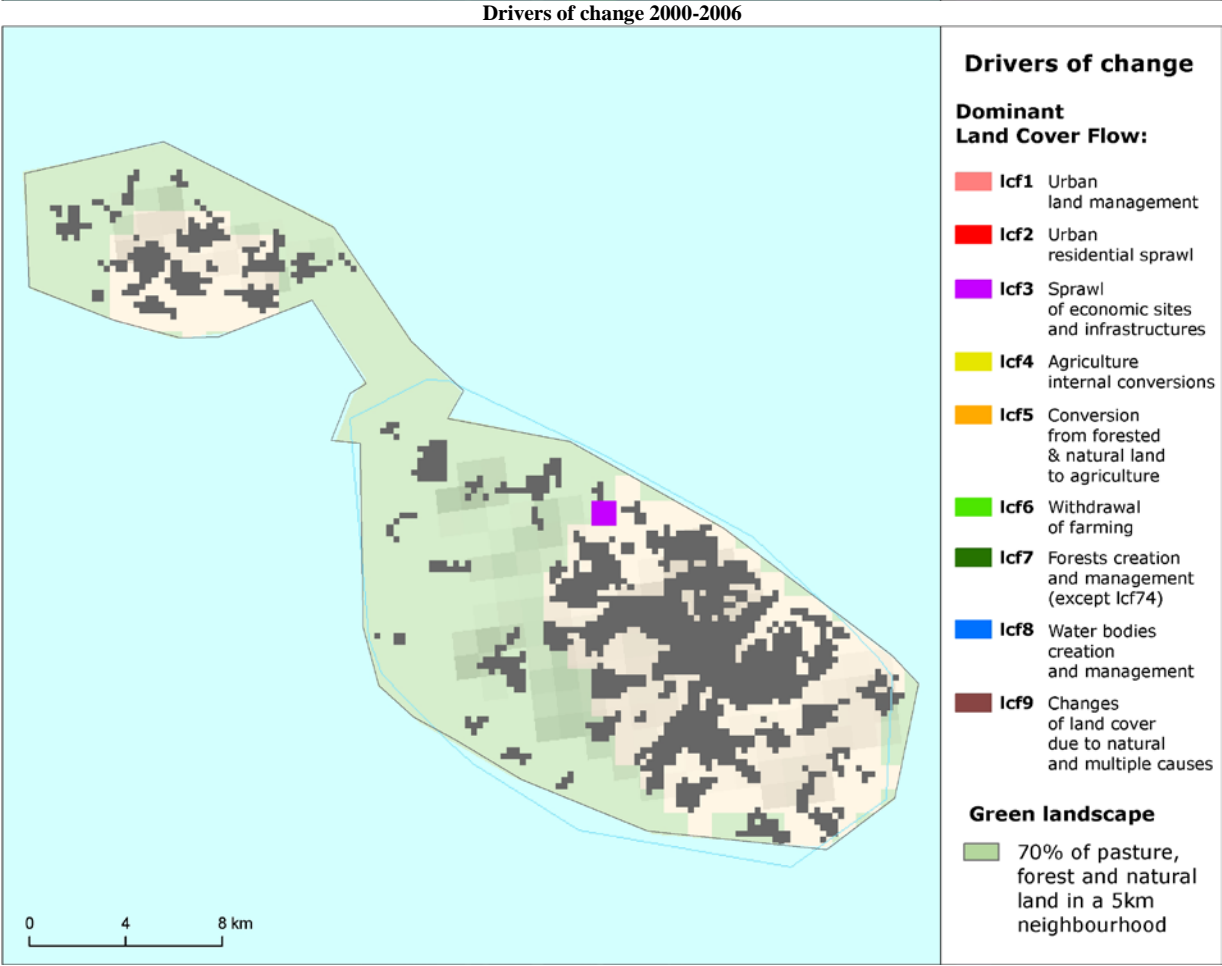 Drivers of change 2000-2006
Drivers of change
Dominant
Land Cover Flow:
lcf1 Urban
land management
lcf2 Urban
residential sprawl
lcf3 Sprawl
of economic sites
and infrastructures
lcf4 Agriculture
internal conversions
lcf5 Conversion
from forested
& natural land
to agriculture
lcf6 Withdrawal
of farming
lcf7 Forests creation
and management
(except lcf74)
lcf8 Water bodies
creation
and management
lcf9 Changes
of land cover
due to natural
and multiple causes
Green landscape
70% of pasture,
forest and natural
land in a 5km
neighbourhood
0 4 8 km